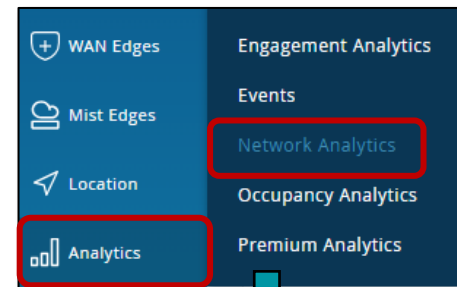 WAN Edges
Mist Edges
Location
Analytics
Engagement Analytics
Events
Network Analytics
Occupancy Analytics
Premium Analytics